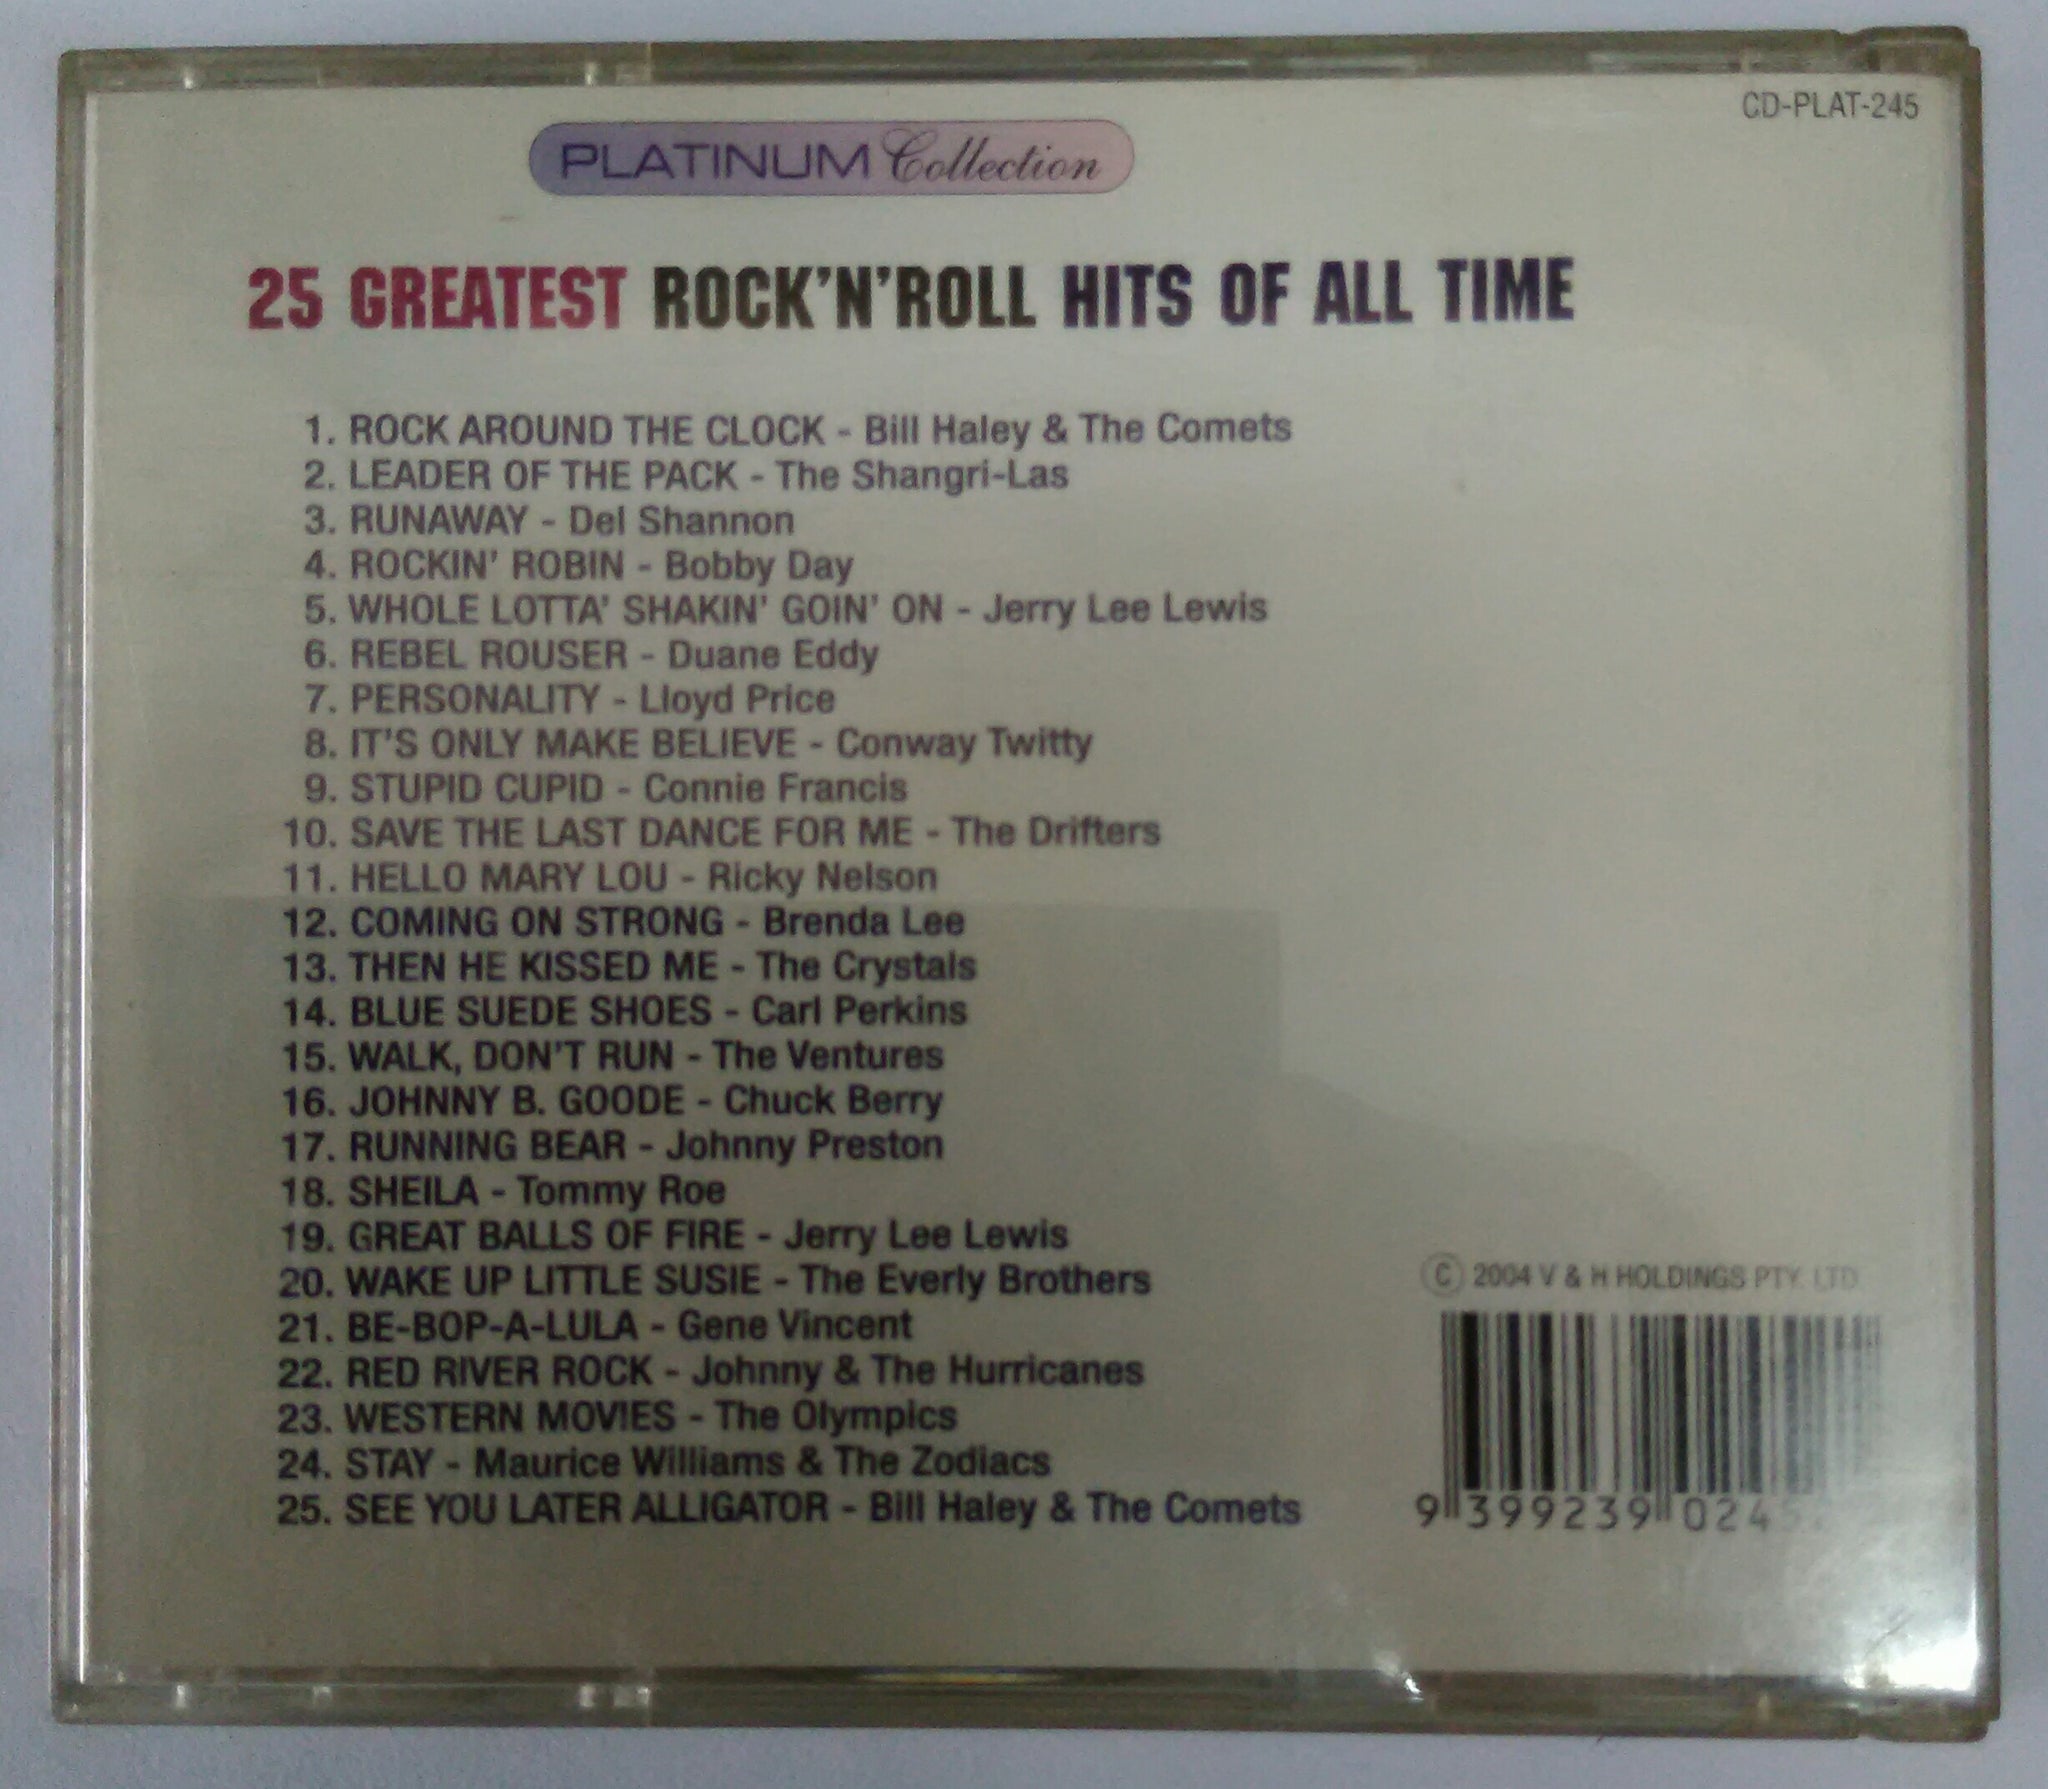 CD-PLAT-245
PLATINUM Collection
25 GREATEST ROCK'N'ROLL HITS OF ALL TIME
1. ROCK AROUND THE CLOCK - Bill Haley & The Comets
2. LEADER OF THE PACK - The Shangri-Las
3. RUNAWAY - Del Shannon
4. ROCKIN' ROBIN - Bobby Day
5. WHOLE LOTTA' SHAKIN' GOIN' ON - Jerry Lee Lewis
6. REBEL ROUSER - Duane Eddy
7. PERSONALITY - Lloyd Price
8. IT'S ONLY MAKE BELIEVE - Conway Twitty
9. STUPID CUPID - Connie Francis
10. SAVE THE LAST DANCE FOR ME - The Drifters
11. HELLO MARY LOU - Ricky Nelson
12. COMING ON STRONG - Brenda Lee
13. THEN HE KISSED ME - The Crystals
14. BLUE SUEDE SHOES - Carl Perkins
15. WALK, DON'T RUN - The Ventures
16. JOHNNY B. GOODE - Chuck Berry
17. RUNNING BEAR - Johnny Preston
18. SHEILA - Tommy Roe
19. GREAT BALLS OF FIRE - Jerry Lee Lewis
20. WAKE UP LITTLE SUSIE - The Everly Brothers
21. BE-BOP-A-LULA - Gene Vincent
22. RED RIVER ROCK - Johnny & The Hurricanes
23. WESTERN MOVIES - The Olympics
24. STAY - Maurice Williams & The Zodiacs
25. SEE YOU LATER ALLIGATOR - Bill Haley & The Comets
© 2004 V & H HOLDINGS PTY. LTD
9 399239